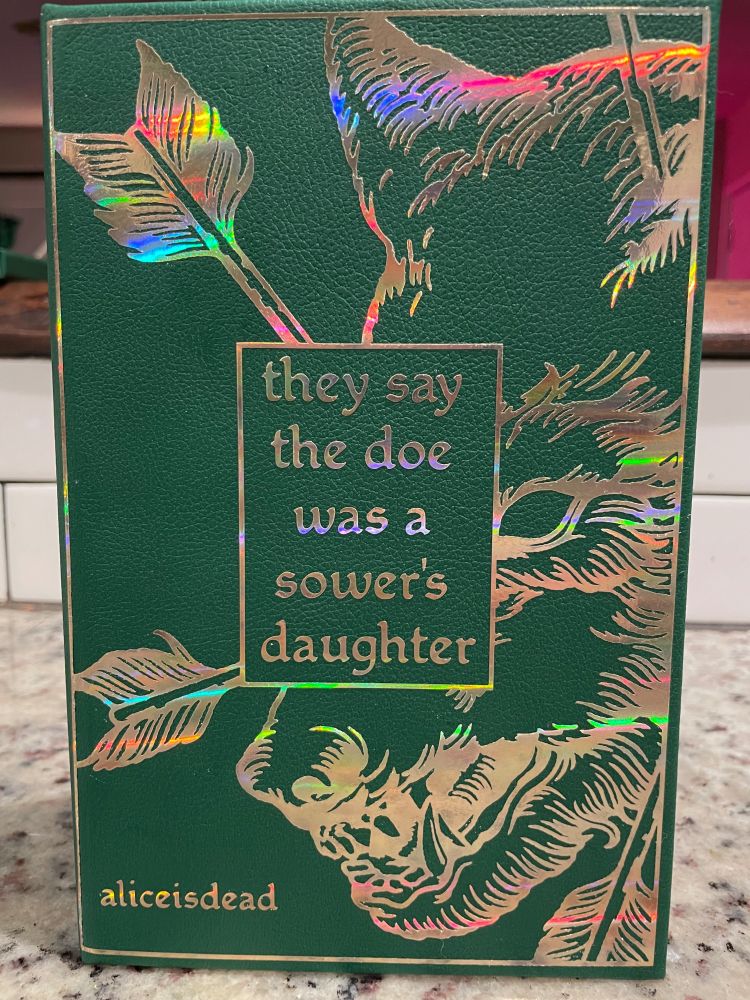 they say
the doe
was a
sower's
daughter
aliceisdead